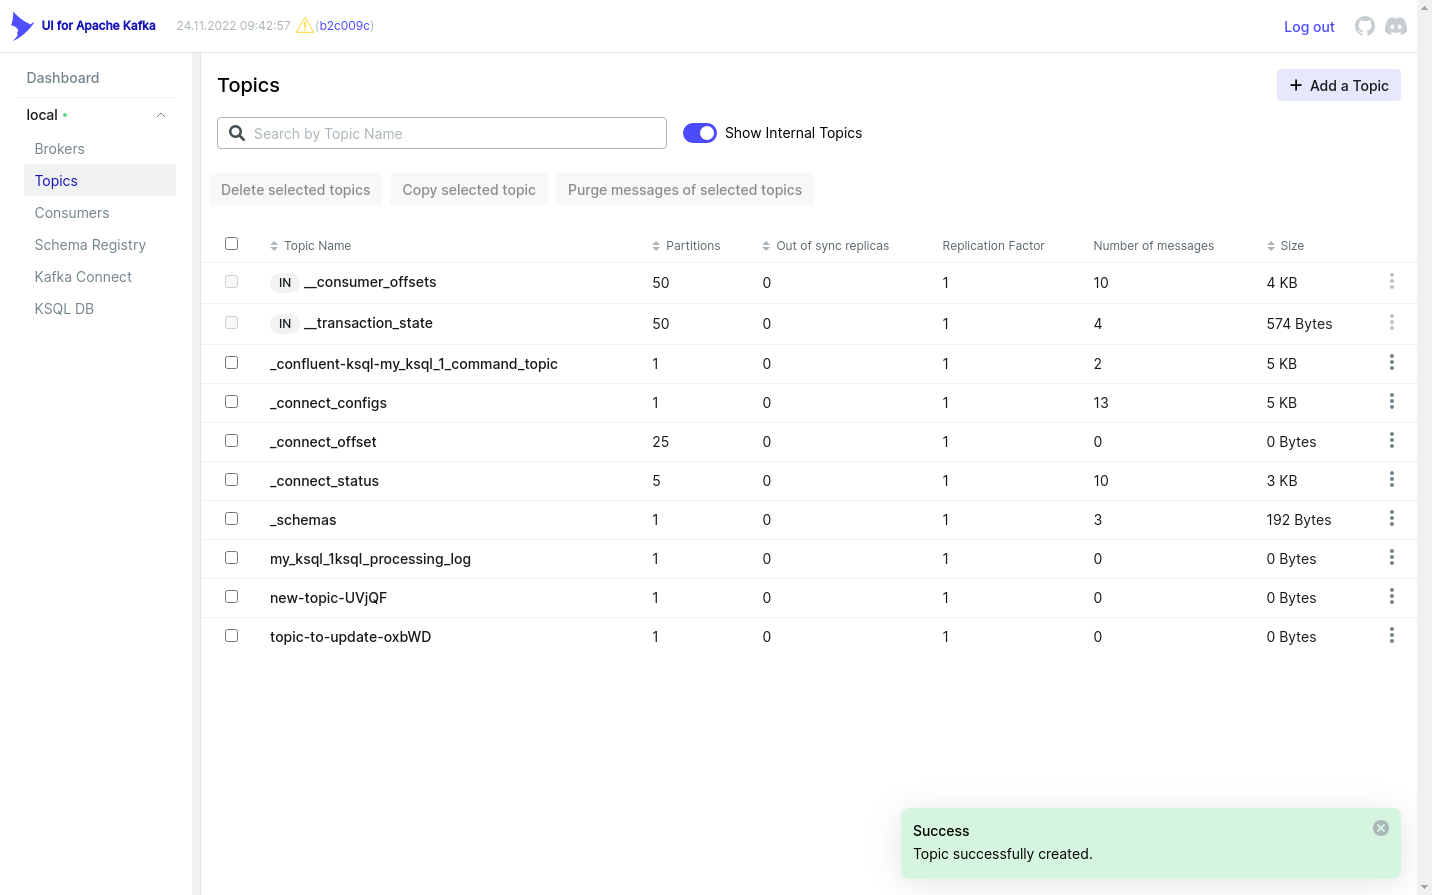 UI for Apache Kafka 24.11.2022 09:42:57 (b2c009c) Log out
Dashboard
local
Brokers
Topics
Consumers
Schema Registry
Kafka Connect
KSQL DB
Topics
Add a Topic
Search by Topic Name
Show Internal Topics
Delete selected topics Copy selected topic Purge messages of selected topics
Topic Name Partitions Out of sync replicas Replication Factor Number of messages Size
IN __consumer_offsets 50 0 1 10 4 KB
IN __transaction_state 50 0 1 4 574 Bytes
_confluent-ksql-my_ksql_1_command_topic 1 0 1 2 5 KB
_connect_configs 1 0 1 13 5 KB
_connect_offset 25 0 1 0 0 Bytes
_connect_status 5 0 1 10 3 KB
_schemas 1 0 1 3 192 Bytes
my_ksql_1ksql_processing_log 1 0 1 0 0 Bytes
new-topic-UVjQF 1 0 1 0 0 Bytes
topic-to-update-oxbWD 1 0 1 0 0 Bytes
Success
Topic successfully created.